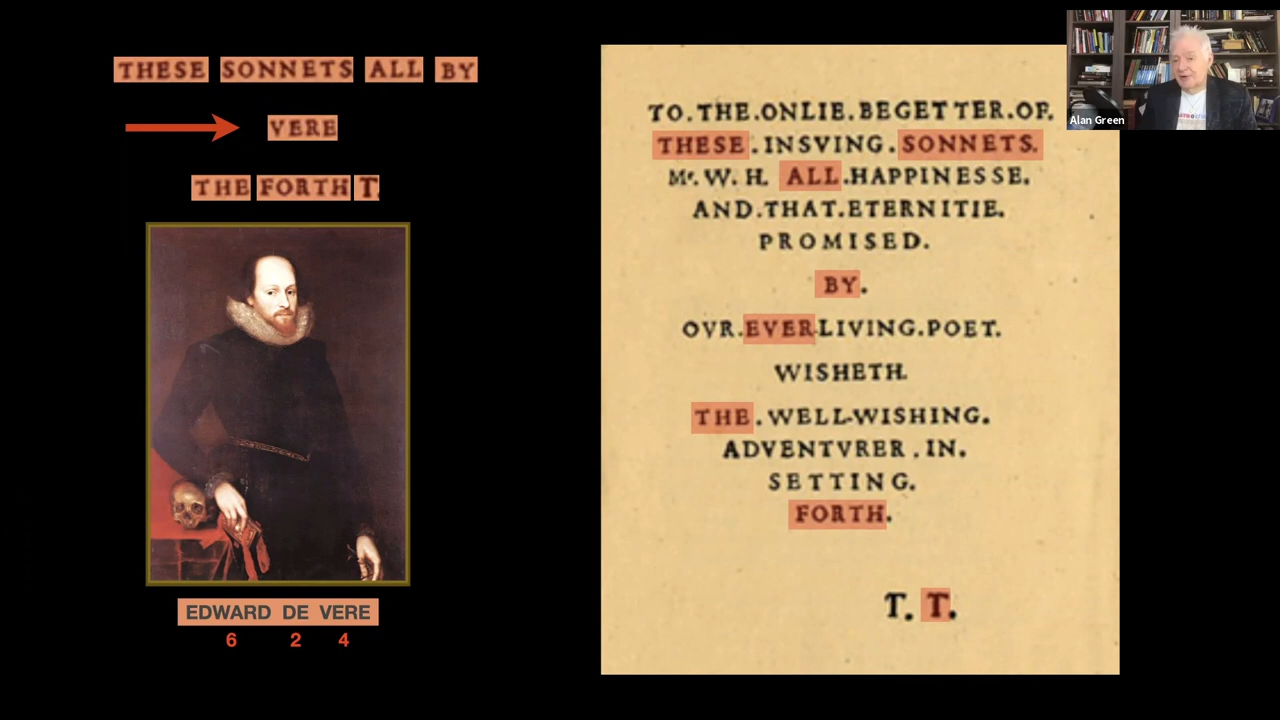 THESE SONNETS ALL BY
VERE
THE FORTH T.
EDWARD DE VERE
6 2 4
TO.THE.ONLIE.BEGETTER.OF.
THESE.INSVING.SONNETS.
Mr.W.H. ALL.HAPPINESSE.
AND.THAT.ETERNITIE.
PROMISED.
BY.
OVR.EVER.LIVING.POET.
WISHETH.
THE.WELL-WISHING.
ADVENTVRER.IN.
SETTING.
FORTH.
T. T.
Alan Green